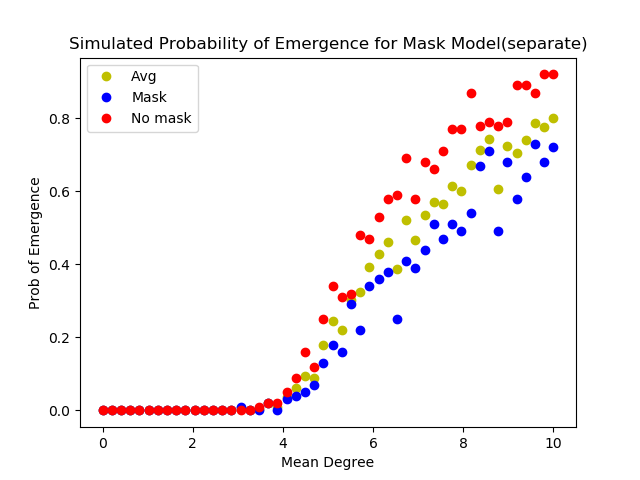 Simulated Probability of Emergence for Mask Model(separate)
Avg
Mask
No mask
Prob of Emergence
0.8
0.6
0.4
0.2
0.0
0 2 4 6 8 10
Mean Degree